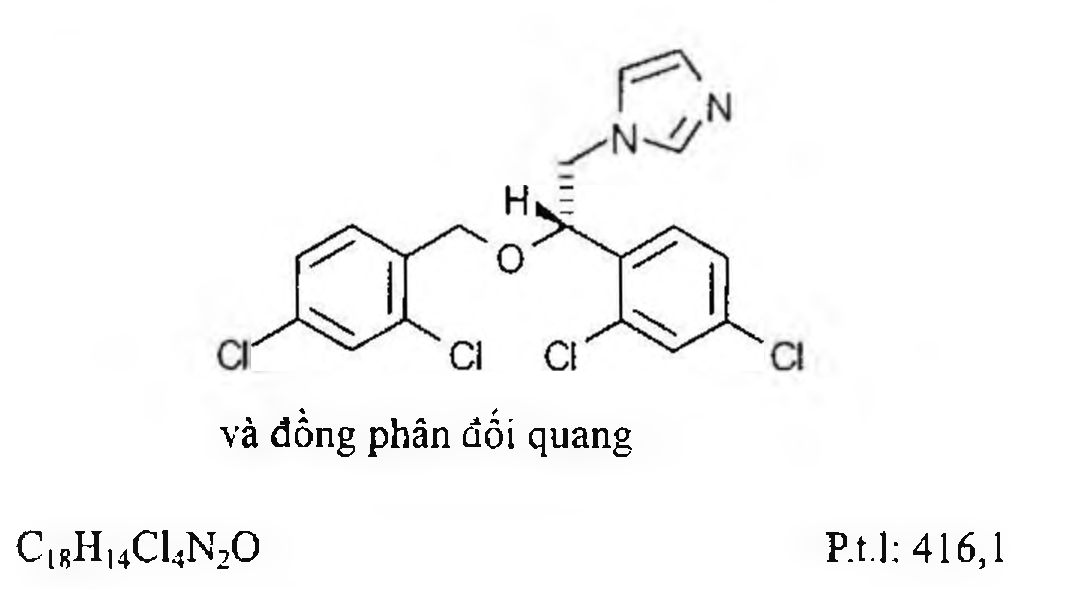 N
N
H
O
Cl
Cl
Cl
Cl
và đồng phân đối quang
C₁₈H₁₄Cl₄N₂O
P.t.l: 416,1